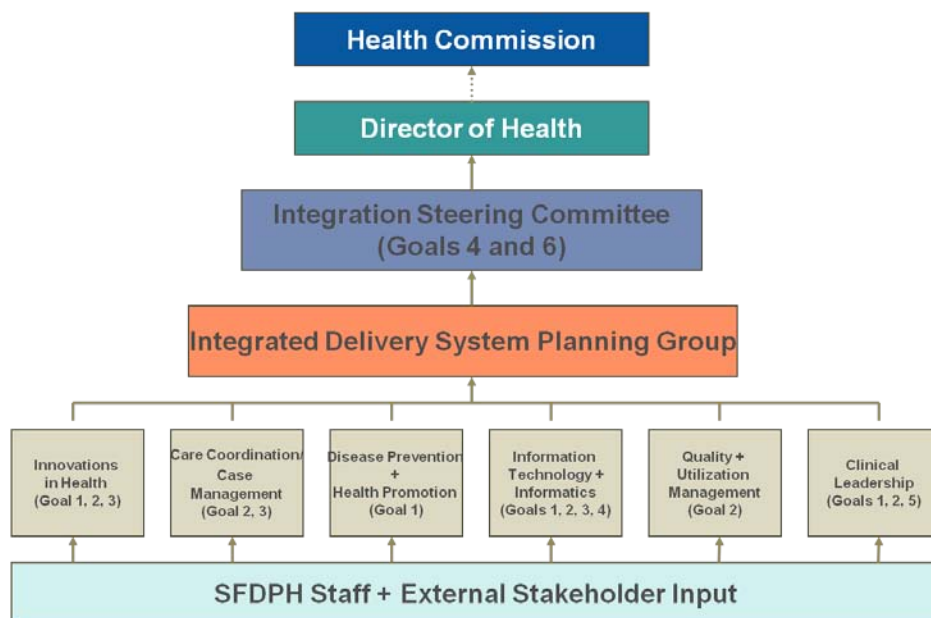 Health Commission
Director of Health
Integration Steering Committee
(Goals 4 and 6)
Integrated Delivery System Planning Group
Innovations
in Health
(Goal 1, 2, 3)
Care Coordination/
Case
Management
(Goal 2, 3)
Disease Prevention
+
Health Promotion
(Goal 1)
Information
Technology +
Informatics
(Goals 1, 2, 3, 4)
Quality +
Utilization
Management
(Goal 2)
Clinical
Leadership
(Goals 1, 2, 5)
SFDPH Staff + External Stakeholder Input